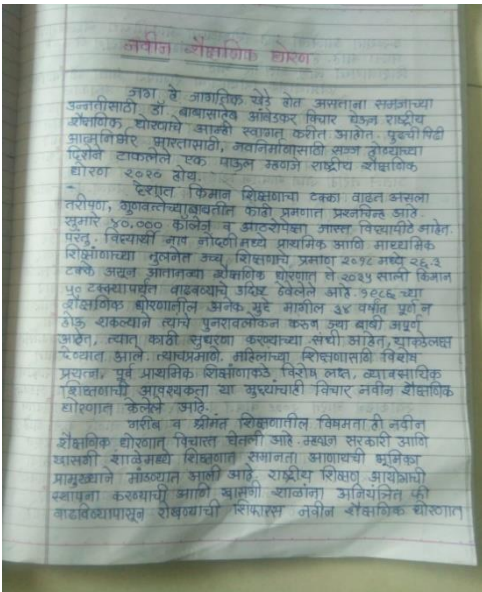 नवीन शैक्षणिक धोरण
जग हे जागतिक खेडे होत असताना समाजाच्या
उन्नतीसाठी, डॉ. बाबासाहेब आंबेडकर विचार घेऊन राष्ट्रीय
शैक्षणिक धोरणाचे आम्ही स्वागत करीत आहोत. पुढची पिढी
आत्मनिर्भर भारतासाठी, नवनिर्माणासाठी सज्ज होण्याच्या
दिशेने टाकलेले एक पाऊल म्हणजे राष्ट्रीय शैक्षणिक
धोरण २०२० होय.
देशात किमान शिक्षणाचा टक्का वाढत असला
तरीपण, गुणवत्तेच्याबाबतीत काही प्रमाणात प्रश्नचिन्ह आहे.
सुमारे ४०,००० कॉलेज व आठशेपेक्षा जास्त विद्यापीठे आहेत.
परंतु, विद्यार्थी नोंदणीमध्ये प्राथमिक आणि माध्यमिक
शिक्षणाच्या तुलनेत उच्च शिक्षणाचे प्रमाण २०१८ मध्ये २६.३
टक्के असून आताच्या शैक्षणिक धोरणात ते २०३५ साली किमान
५० टक्क्यापर्यंत वाढवण्याचे उदिष्ट ठेवलेले आहे. १९८६ च्या
शैक्षणिक धोरणातील अनेक मुद्दे मागील ३४ वर्षात पूर्ण न
होऊ शकल्याने त्यांचे पुनरावलोकन करून ज्या बाबी अपूर्ण
आहेत, त्यात काही सुधारणा करण्याच्या संधी आहेत, त्याकडे लक्ष
देण्यात आले. त्याचप्रमाणे, महिलांच्या शिक्षणासाठी विशेष
प्रयत्न, पूर्व प्राथमिक शिक्षणाकडे विशेष लक्ष, व्यावसायिक
शिक्षणाची आवश्यकता या मुद्यांचाही विचार नवीन शैक्षणिक
धोरणात केलेले आहे.
गरीब व श्रीमंत शिक्षणातील विषमता ही नवीन
शैक्षणिक धोरणात विचारात घेतली आहे. म्हणून सरकारी आणि
खासगी शाळेमध्ये शिक्षणात समानता आणायची भूमिका
प्रामुख्याने मांडण्यात आली आहे. राष्ट्रीय शिक्षण आयोगाची
स्थापना करण्याची आणि खासगी शाळांना अनियंत्रित फी
वाढविण्यापासून रोखण्याची शिफारस नवीन शैक्षणिक धोरणात